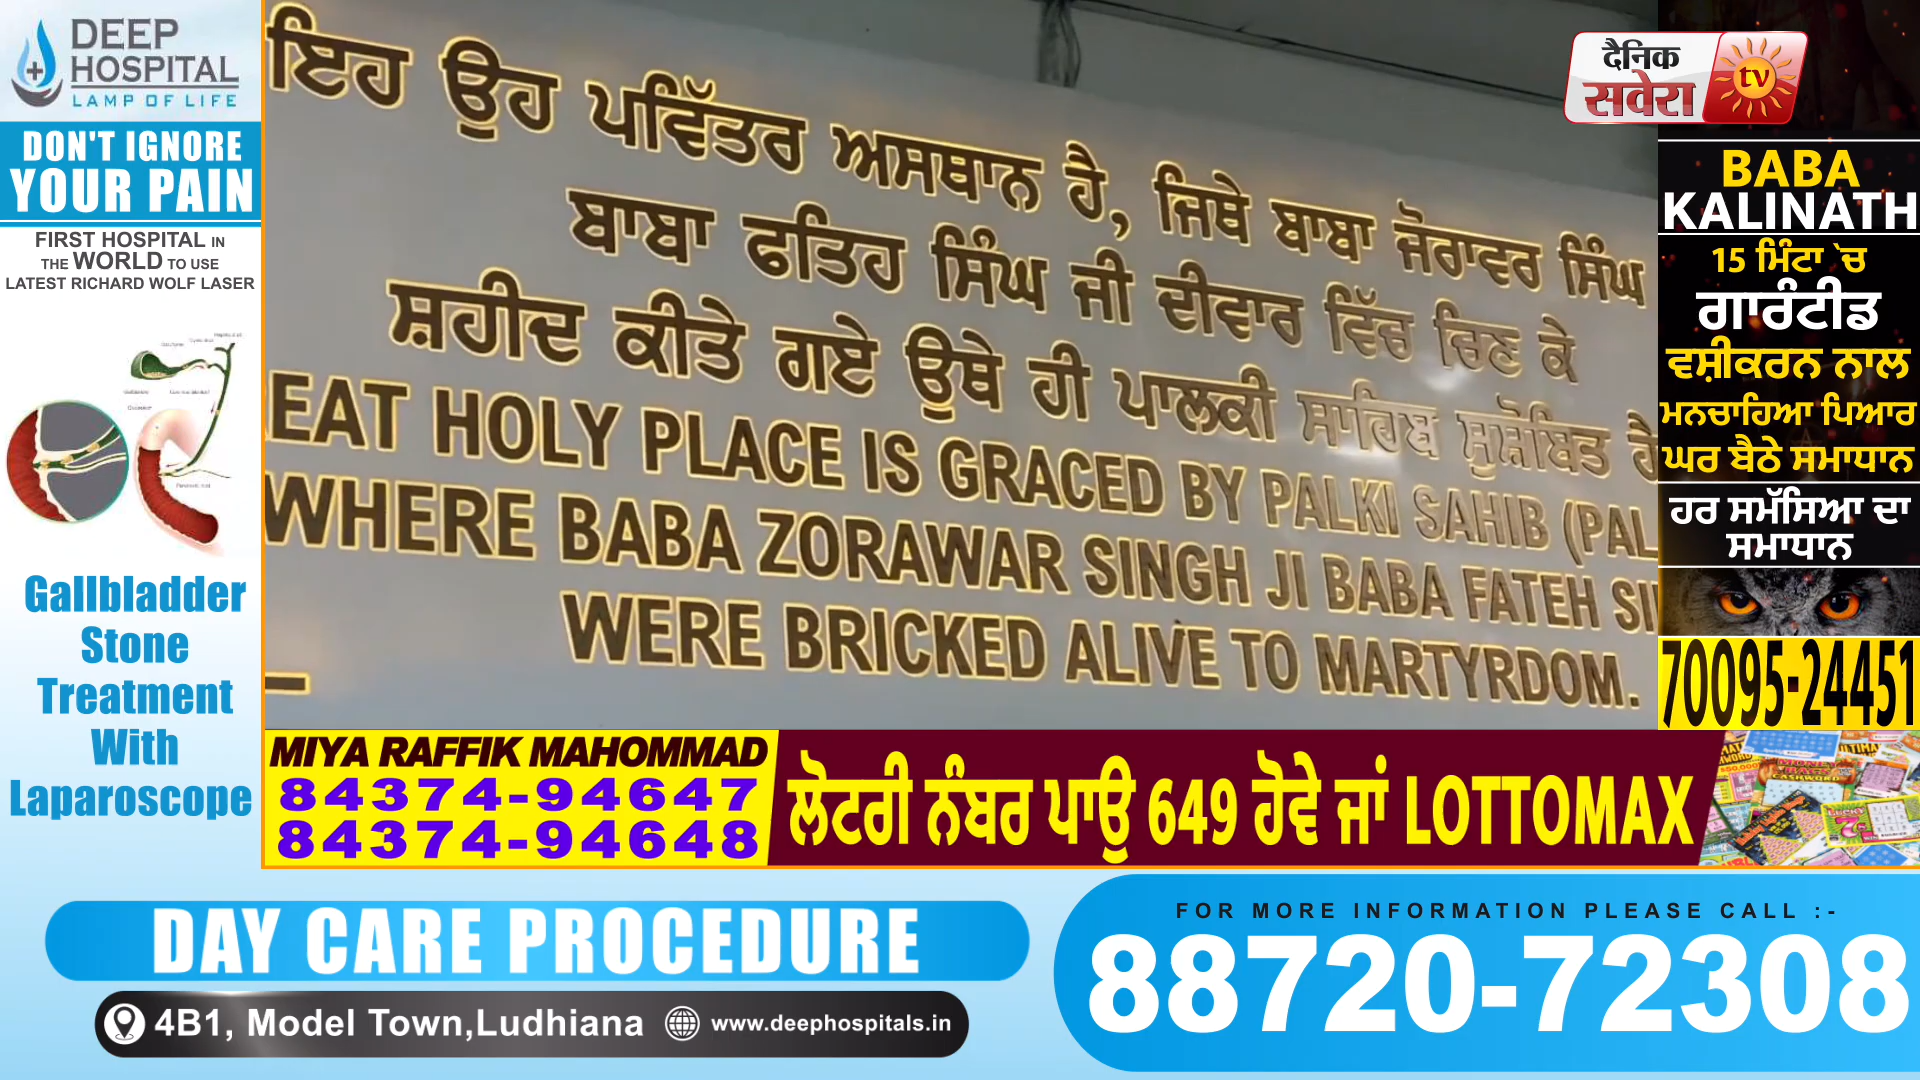 DEEP
HOSPITAL
LAMP OF LIFE
DON'T IGNORE
YOUR PAIN
FIRST HOSPITAL IN
THE WORLD TO USE
LATEST RICHARD WOLF LASER
Gallbladder
Stone
Treatment
With
Laparoscope
ਇਹ ਉਹ ਪਵਿੱਤਰ ਅਸਥਾਨ ਹੈ, ਜਿਥੇ ਬਾਬਾ ਜੋਰਾਵਰ ਸਿੰਘ
ਬਾਬਾ ਫਤਿਹ ਸਿੰਘ ਜੀ ਦੀਵਾਰ ਵਿੱਚ ਚਿਣ ਕੇ
ਸ਼ਹੀਦ ਕੀਤੇ ਗਏ ਉਥੇ ਹੀ ਪਾਲਕੀ ਸਾਹਿਬ ਸੁਸ਼ੋਭਿਤ ਹੈ
EAT HOLY PLACE IS GRACED BY PALKI SAHIB (PAL
WHERE BABA ZORAWAR SINGH JI BABA FATEH SI
WERE BRICKED ALIVE TO MARTYRDOM.
दैनिक
सवेरा
tv
BABA
KALINATH
15 ਮਿੰਟਾ `ਚ
ਗਾਰੰਟੀਡ
ਵਸ਼ੀਕਰਨ ਨਾਲ
ਮਨਚਾਹਿਆ ਪਿਆਰ
ਘਰ ਬੈਠੇ ਸਮਾਧਾਨ
ਹਰ ਸਮੱਸਿਆ ਦਾ
ਸਮਾਧਾਨ
70095-24451
MIYA RAFFIK MAHOMMAD
84374-94647
84374-94648
ਲੋਟਰੀ ਨੰਬਰ ਪਾਉ 649 ਹੋਵੇ ਜਾਂ LOTTOMAX
DAY CARE PROCEDURE
4B1, Model Town,Ludhiana
www.deephospitals.in
FOR MORE INFORMATION PLEASE CALL :-
88720-72308